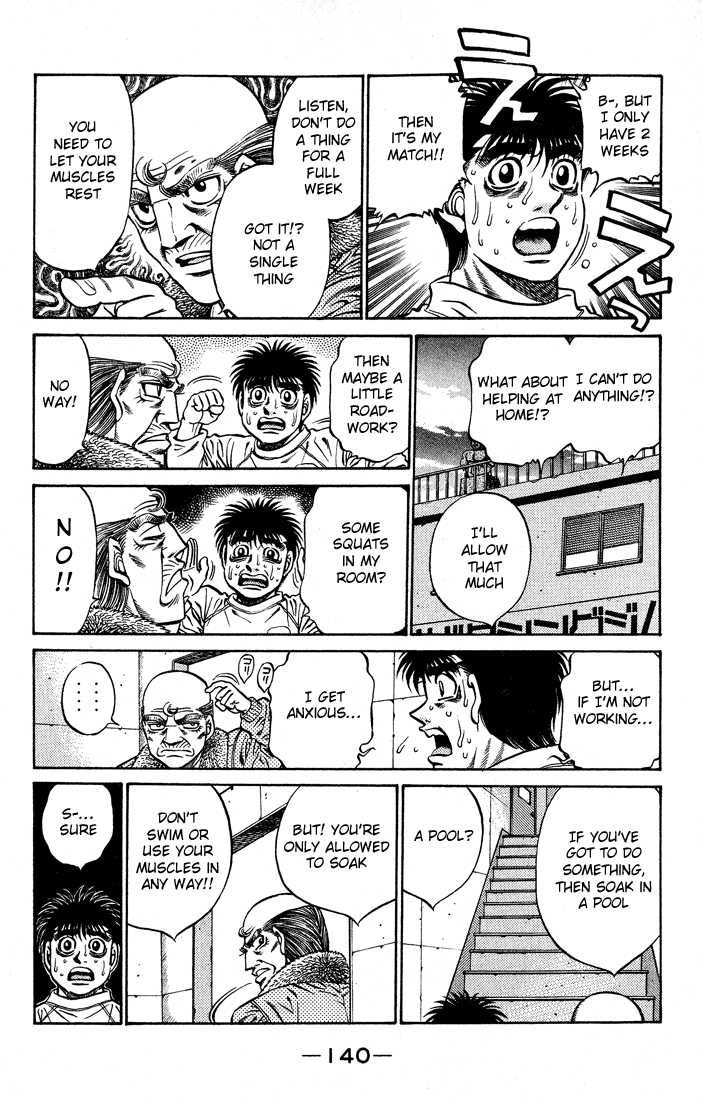 B-, BUT
I ONLY
HAVE 2
WEEKS
THEN
IT'S MY
MATCH!!
LISTEN,
DON'T DO
A THING
FOR A
FULL
WEEK
GOT IT!?
NOT A
SINGLE
THING
YOU
NEED TO
LET YOUR
MUSCLES
REST
I CAN'T DO
ANYTHING!?
WHAT ABOUT
HELPING AT
HOME!?
I'LL
ALLOW
THAT
MUCH
THEN
MAYBE A
LITTLE
ROAD-
WORK?
NO
WAY!
SOME
SQUATS
IN MY
ROOM?
NO!!
BUT...
IF I'M NOT
WORKING...
I GET
ANXIOUS...
......
IF YOU'VE
GOT TO DO
SOMETHING,
THEN SOAK IN
A POOL
A POOL?
BUT! YOU'RE
ONLY ALLOWED
TO SOAK
DON'T
SWIM OR
USE YOUR
MUSCLES IN
ANY WAY!!
S-...
SURE
—140—